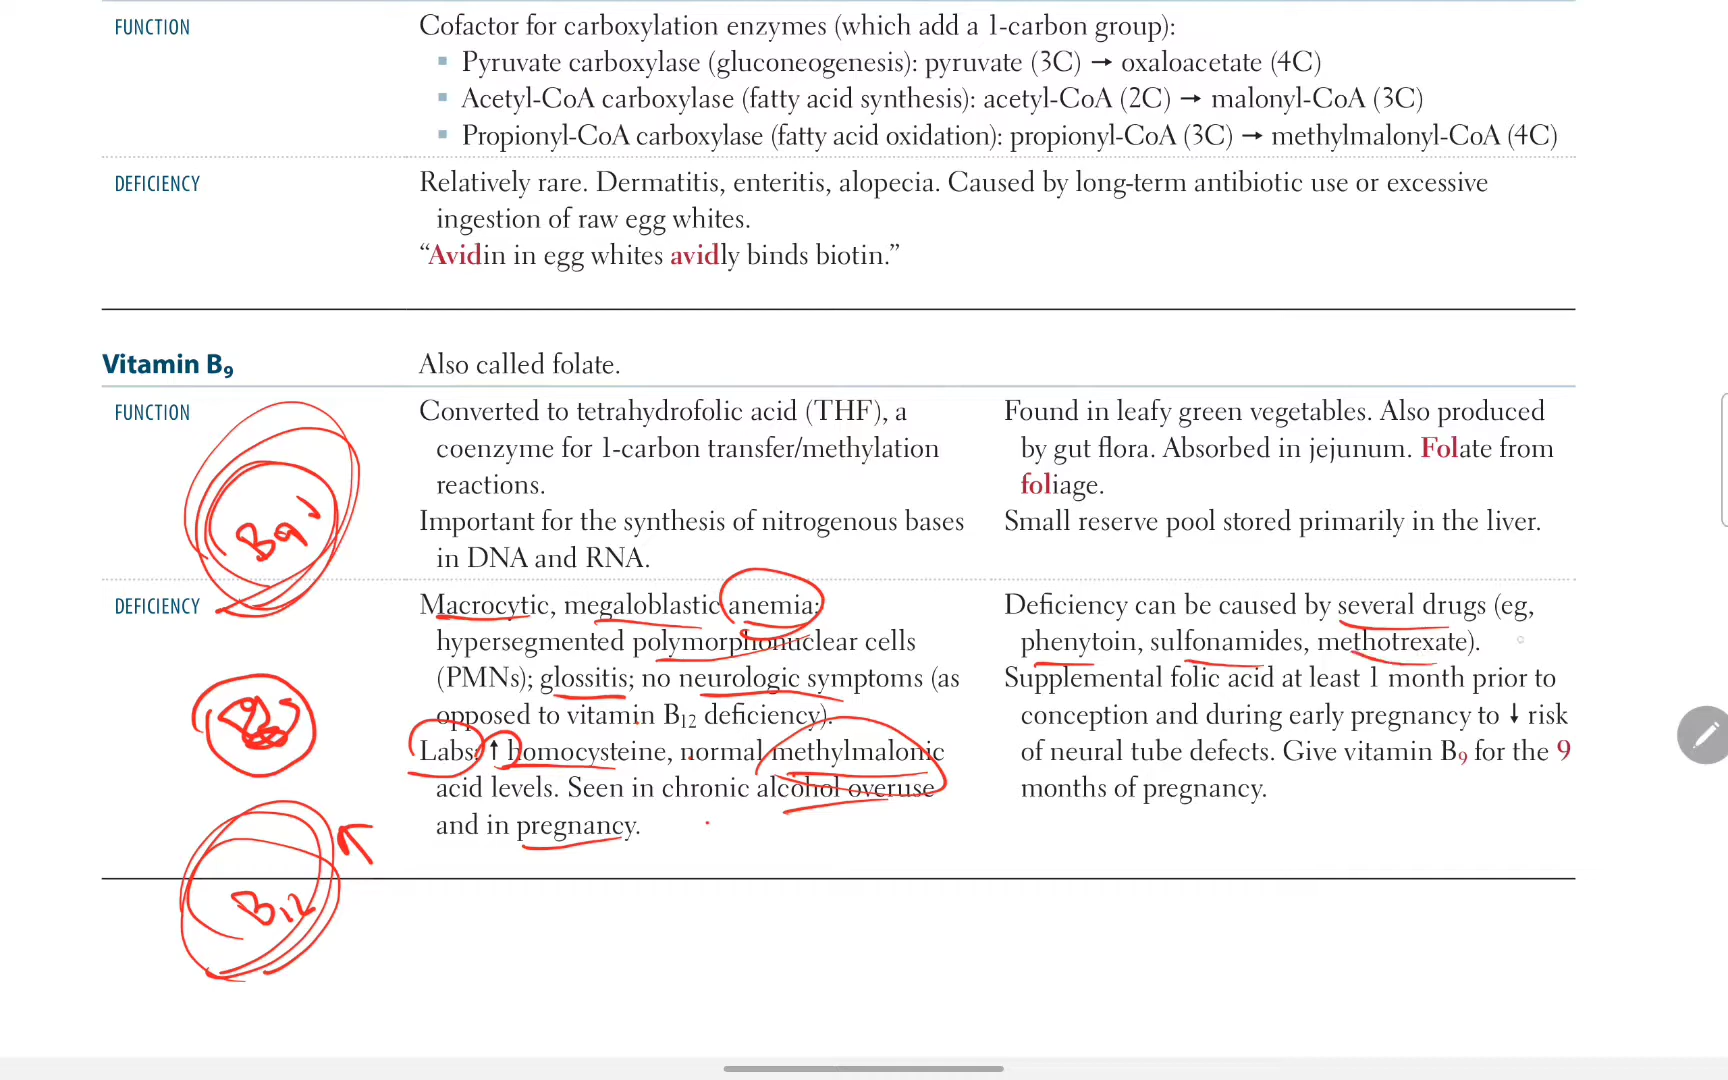 FUNCTION
Cofactor for carboxylation enzymes (which add a 1-carbon group):
▪ Pyruvate carboxylase (gluconeogenesis): pyruvate (3C) → oxaloacetate (4C)
▪ Acetyl-CoA carboxylase (fatty acid synthesis): acetyl-CoA (2C) → malonyl-CoA (3C)
▪ Propionyl-CoA carboxylase (fatty acid oxidation): propionyl-CoA (3C) → methylmalonyl-CoA (4C)
DEFICIENCY
Relatively rare. Dermatitis, enteritis, alopecia. Caused by long-term antibiotic use or excessive
ingestion of raw egg whites.
“Avidin in egg whites avidly binds biotin.”
Vitamin B₉
Also called folate.
FUNCTION
Converted to tetrahydrofolic acid (THF), a
coenzyme for 1-carbon transfer/methylation
reactions.
Important for the synthesis of nitrogenous bases
in DNA and RNA.
Found in leafy green vegetables. Also produced
by gut flora. Absorbed in jejunum. Folate from
foliage.
Small reserve pool stored primarily in the liver.
B9
DEFICIENCY
Macrocytic, megaloblastic anemia;
hypersegmented polymorphonuclear cells
(PMNs); glossitis; no neurologic symptoms (as
opposed to vitamin B₁₂ deficiency).
Labs: ↑ homocysteine, normal methylmalonic
acid levels. Seen in chronic alcohol overuse
and in pregnancy.
Deficiency can be caused by several drugs (eg,
phenytoin, sulfonamides, methotrexate).
Supplemental folic acid at least 1 month prior to
conception and during early pregnancy to ↓ risk
of neural tube defects. Give vitamin B₉ for the 9
months of pregnancy.
B12